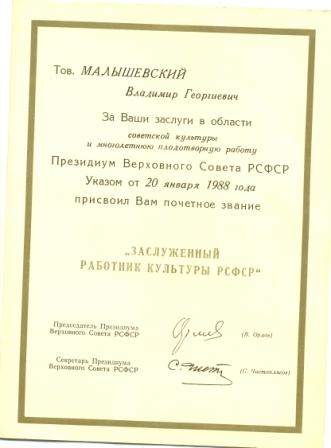 Тов. МАЛЫШЕВСКИЙ
Владимир Георгиевич
За Ваши заслуги в области
советской культуры
и многолетнюю плодотворную работу
Президиум Верховного Совета РСФСР
Указом от 20 января 1988 года
присвоил Вам почетное звание
„ЗАСЛУЖЕННЫЙ
РАБОТНИК КУЛЬТУРЫ РСФСР“
Председатель Президиума
Верховного Совета РСФСР
(В. Орлов)
Секретарь Президиума
Верховного Совета РСФСР
(С. Чистоплясов)